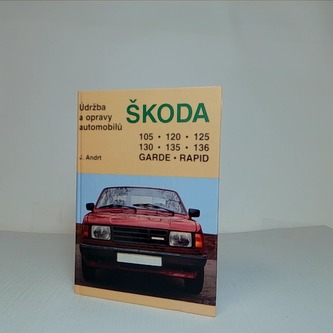 Údržba
a opravy
automobilů
ŠKODA
105 • 120 • 125
130 • 135 • 136
GARDE • RAPID
J. Andrt